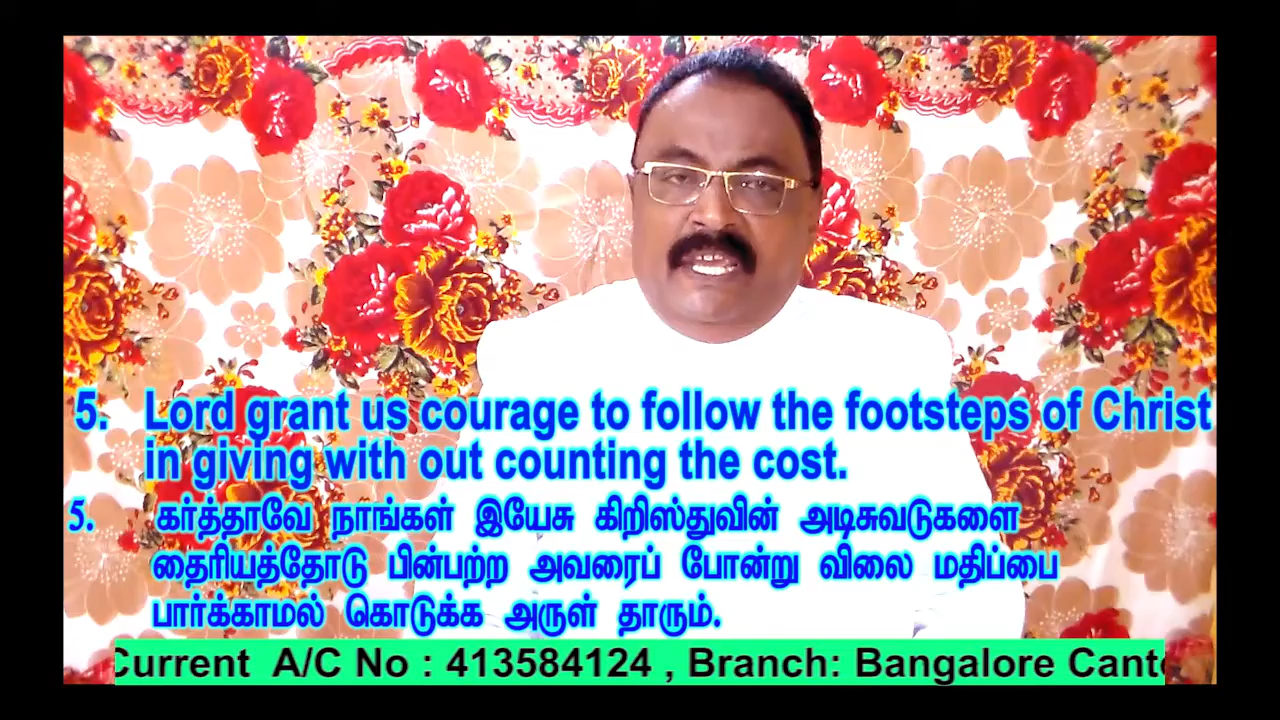 5. Lord grant us courage to follow the footsteps of Christ
in giving with out counting the cost.
5. கர்த்தாவே நாங்கள் இயேசு கிறிஸ்துவின் அடிசுவடுகளை
தைரியத்தோடு பின்பற்ற அவரைப் போன்று விலை மதிப்பை
பார்க்காமல் கொடுக்க அருள் தாரும்.
Current A/C No : 413584124 , Branch: Bangalore